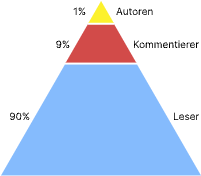 1% Autoren
9% Kommentierer
90% Leser